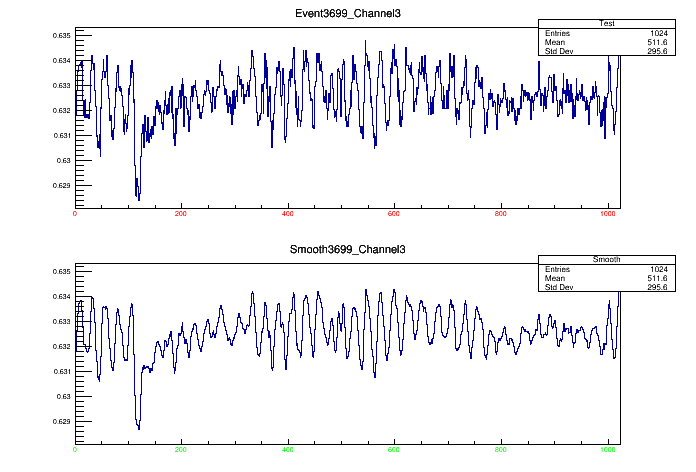 Event3699_Channel3
Test
Entries 1024
Mean 511.6
Std Dev 295.6
0.635
0.634
0.633
0.632
0.631
0.63
0.629
0 200 400 600 800 1000
Smooth3699_Channel3
Smooth
Entries 1024
Mean 511.6
Std Dev 295.6
0.635
0.634
0.633
0.632
0.631
0.63
0.629
0 200 400 600 800 1000